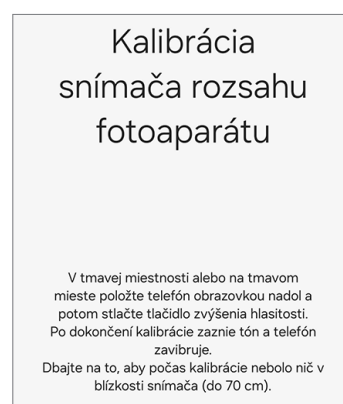 Kalibrácia
snímača rozsahu
fotoaparátu
V tmavej miestnosti alebo na tmavom
mieste položte telefón obrazovkou nadol a
potom stlačte tlačidlo zvýšenia hlasitosti.
Po dokončení kalibrácie zaznie tón a telefón
zavibruje.
Dbajte na to, aby počas kalibrácie nebolo nič v
blízkosti snímača (do 70 cm).